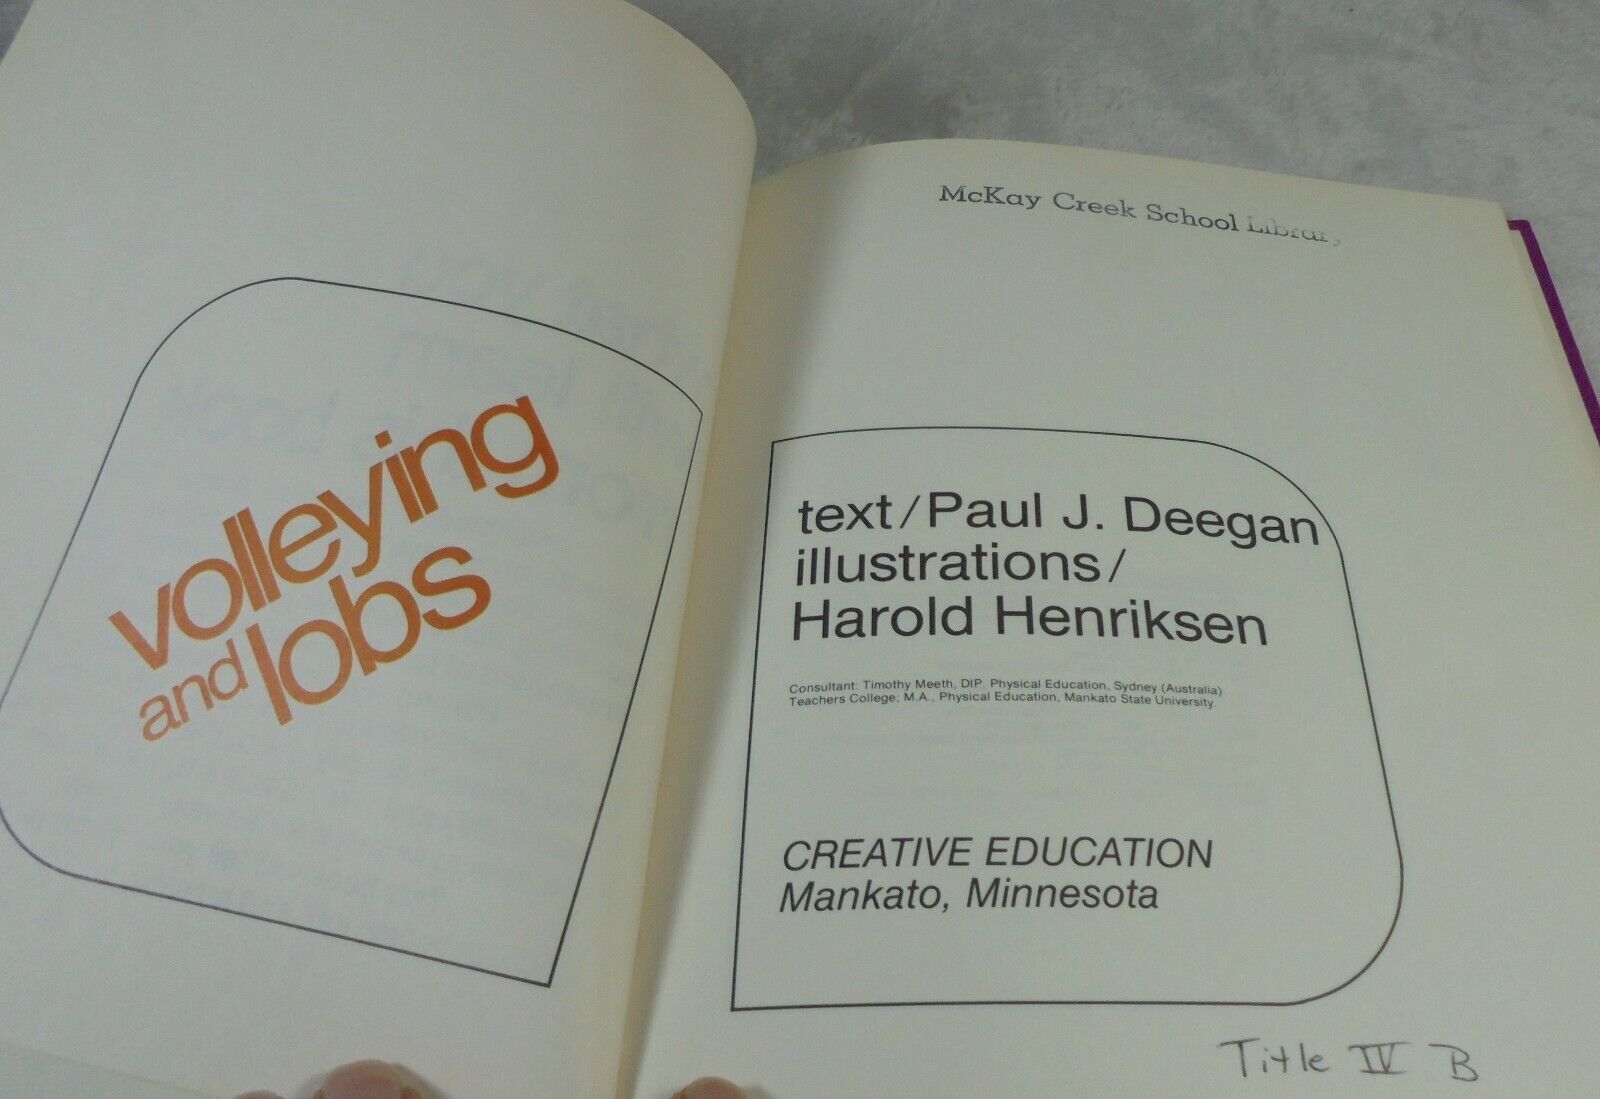 volleying
and lobs
McKay Creek School Library
text/Paul J. Deegan
illustrations/
Harold Henriksen
Consultant: Timothy Meeth, DIP. Physical Education, Sydney (Australia)
Teachers College; M.A., Physical Education, Mankato State University.
CREATIVE EDUCATION
Mankato, Minnesota
Title IV B